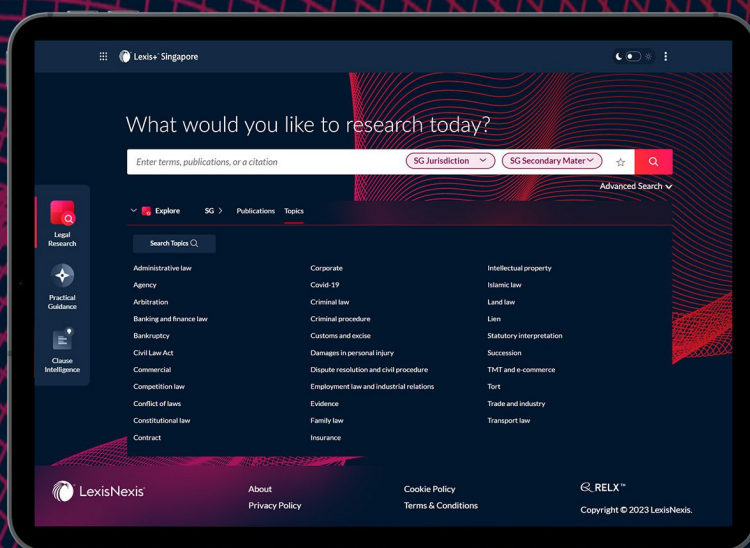 Lexis+® Singapore
What would you like to research today?
Enter terms, publications, or a citation
SG Jurisdiction
SG Secondary Mater
Advanced Search
Explore
SG >
Publications
Topics
Search Topics
Legal
Research
Practical
Guidance
Clause
Intelligence
Administrative law
Agency
Arbitration
Banking and finance law
Bankruptcy
Civil Law Act
Commercial
Competition law
Conflict of laws
Constitutional law
Contract
Corporate
Covid-19
Criminal law
Criminal procedure
Customs and excise
Damages in personal injury
Dispute resolution and civil procedure
Employment law and industrial relations
Evidence
Family law
Insurance
Intellectual property
Islamic law
Land law
Lien
Statutory interpretation
Succession
TMT and e-commerce
Tort
Trade and industry
Transport law
LexisNexis®
About
Privacy Policy
Cookie Policy
Terms & Conditions
RELX™
Copyright © 2023 LexisNexis.